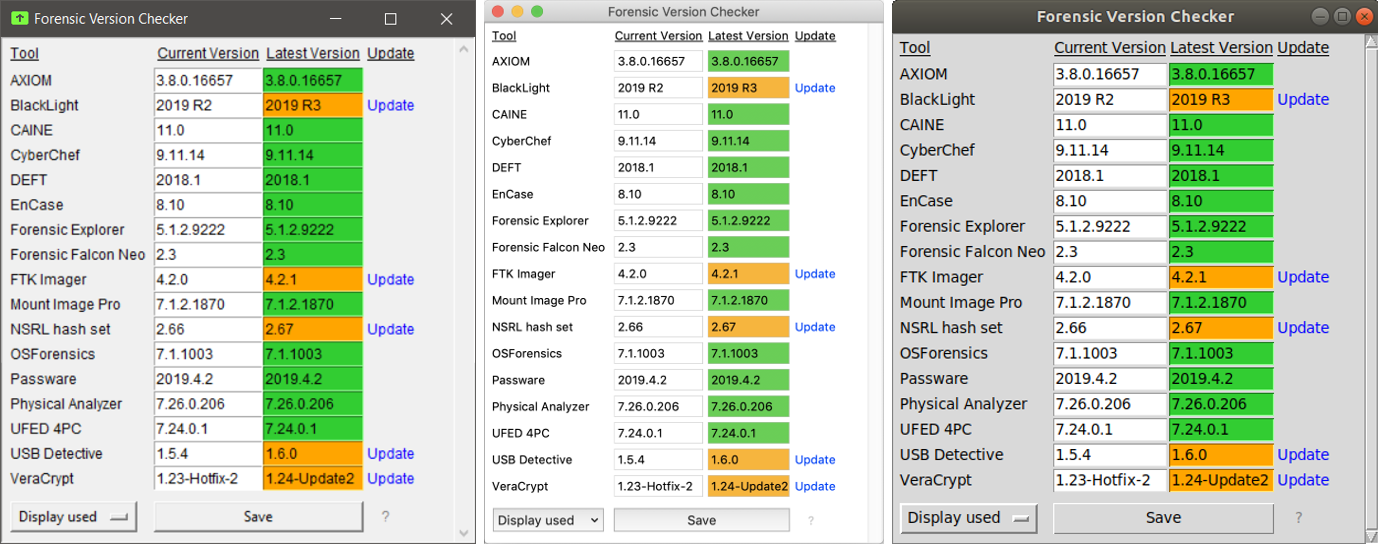 Forensic Version Checker
Tool Current Version Latest Version Update
AXIOM 3.8.0.16657 3.8.0.16657
BlackLight 2019 R2 2019 R3 Update
CAINE 11.0 11.0
CyberChef 9.11.14 9.11.14
DEFT 2018.1 2018.1
EnCase 8.10 8.10
Forensic Explorer 5.1.2.9222 5.1.2.9222
Forensic Falcon Neo 2.3 2.3
FTK Imager 4.2.0 4.2.1 Update
Mount Image Pro 7.1.2.1870 7.1.2.1870
NSRL hash set 2.66 2.67 Update
OSForensics 7.1.1003 7.1.1003
Passware 2019.4.2 2019.4.2
Physical Analyzer 7.26.0.206 7.26.0.206
UFED 4PC 7.24.0.1 7.24.0.1
USB Detective 1.5.4 1.6.0 Update
VeraCrypt 1.23-Hotfix-2 1.24-Update2 Update
Display used Save ?
Forensic Version Checker
Tool Current Version Latest Version Update
AXIOM 3.8.0.16657 3.8.0.16657
BlackLight 2019 R2 2019 R3 Update
CAINE 11.0 11.0
CyberChef 9.11.14 9.11.14
DEFT 2018.1 2018.1
EnCase 8.10 8.10
Forensic Explorer 5.1.2.9222 5.1.2.9222
Forensic Falcon Neo 2.3 2.3
FTK Imager 4.2.0 4.2.1 Update
Mount Image Pro 7.1.2.1870 7.1.2.1870
NSRL hash set 2.66 2.67 Update
OSForensics 7.1.1003 7.1.1003
Passware 2019.4.2 2019.4.2
Physical Analyzer 7.26.0.206 7.26.0.206
UFED 4PC 7.24.0.1 7.24.0.1
USB Detective 1.5.4 1.6.0 Update
VeraCrypt 1.23-Hotfix-2 1.24-Update2 Update
Display used Save ?
Forensic Version Checker
Tool Current Version Latest Version Update
AXIOM 3.8.0.16657 3.8.0.16657
BlackLight 2019 R2 2019 R3 Update
CAINE 11.0 11.0
CyberChef 9.11.14 9.11.14
DEFT 2018.1 2018.1
EnCase 8.10 8.10
Forensic Explorer 5.1.2.9222 5.1.2.9222
Forensic Falcon Neo 2.3 2.3
FTK Imager 4.2.0 4.2.1 Update
Mount Image Pro 7.1.2.1870 7.1.2.1870
NSRL hash set 2.66 2.67 Update
OSForensics 7.1.1003 7.1.1003
Passware 2019.4.2 2019.4.2
Physical Analyzer 7.26.0.206 7.26.0.206
UFED 4PC 7.24.0.1 7.24.0.1
USB Detective 1.5.4 1.6.0 Update
VeraCrypt 1.23-Hotfix-2 1.24-Update2 Update
Display used Save ?